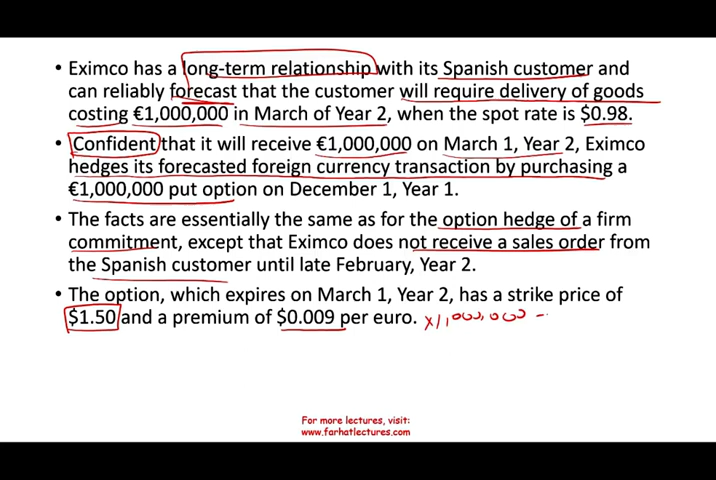 • Eximco has a long-term relationship with its Spanish customer and
can reliably forecast that the customer will require delivery of goods
costing €1,000,000 in March of Year 2, when the spot rate is $0.98.
• Confident that it will receive €1,000,000 on March 1, Year 2, Eximco
hedges its forecasted foreign currency transaction by purchasing a
€1,000,000 put option on December 1, Year 1.
• The facts are essentially the same as for the option hedge of a firm
commitment, except that Eximco does not receive a sales order from
the Spanish customer until late February, Year 2.
• The option, which expires on March 1, Year 2, has a strike price of
$1.50 and a premium of $0.009 per euro. x 1,000,000 -
For more lectures, visit:
www.farhatlectures.com